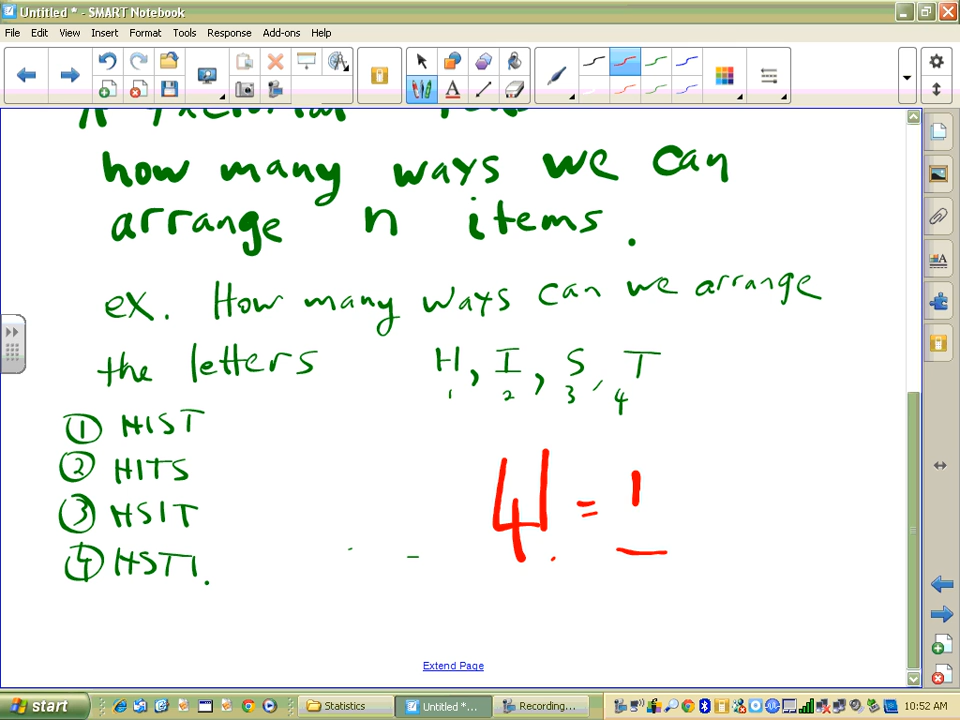 Untitled * - SMART Notebook
File Edit View Insert Format Tools Response Add-ons Help
how many ways we can
arrange n items.
ex. How many ways can we arrange
the letters H, I, S, T
1 2 3 4
① HIST
② HITS
③ HSIT
④ HSTI.
4! = 1
Extend Page
start Statistics Untitled *... Recording... 10:52 AM